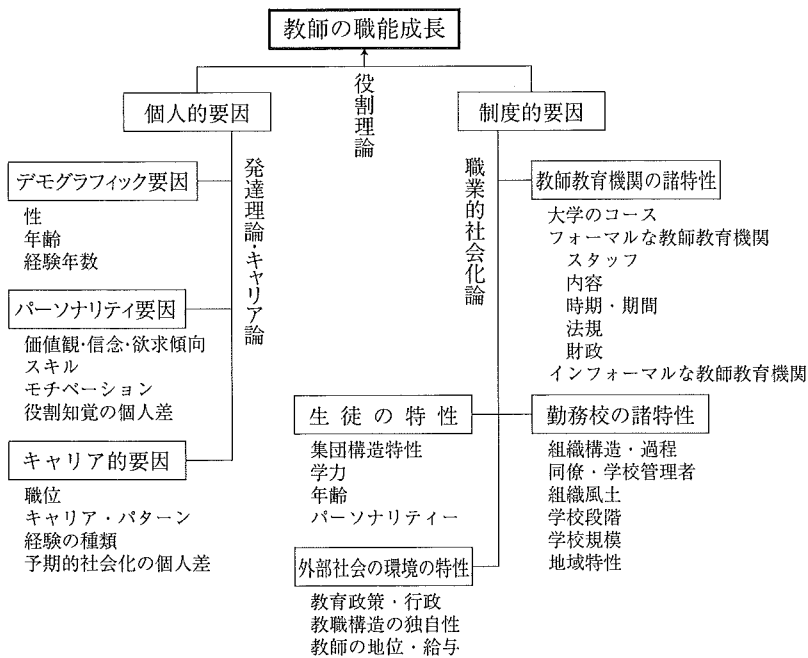 教師の職能成長
役割理論
個人的要因
制度的要因
発達理論・キャリア論
デモグラフィック要因
性
年齢
経験年数
パーソナリティ要因
価値観・信念・欲求傾向
スキル
モチベーション
役割知覚の個人差
キャリア的要因
職位
キャリア・パターン
経験の種類
予期的社会化の個人差
職業的社会化論
教師教育機関の諸特性
大学のコース
フォーマルな教師教育機関
スタッフ
内容
時期・期間
法規
財政
インフォーマルな教師教育機関
生徒の特性
集団構造特性
学力
年齢
パーソナリティー
勤務校の諸特性
組織構造・過程
同僚・学校管理者
組織風土
学校段階
学校規模
地域特性
外部社会の環境の特性
教育政策・行政
教職構造の独自性
教師の地位・給与